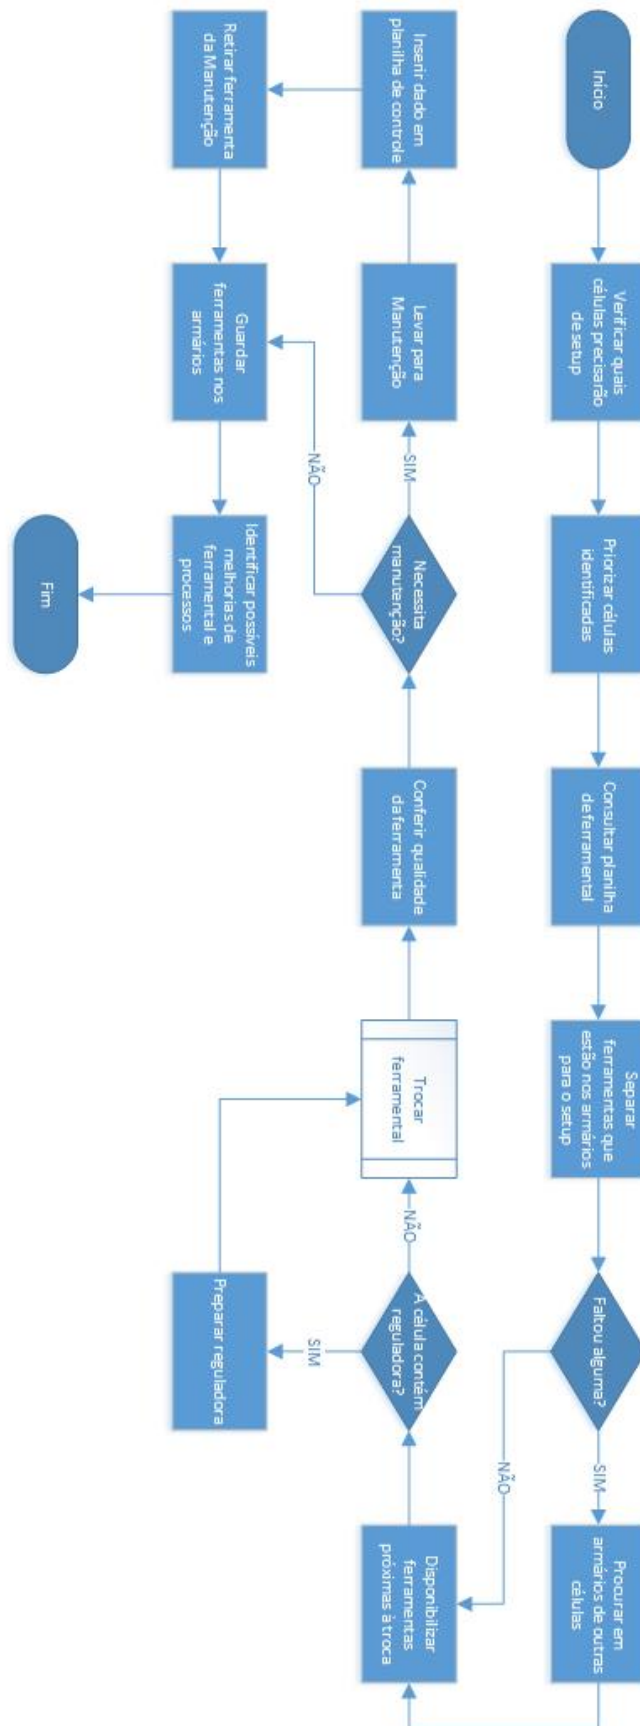 Início
Verificar quais
células precisarão
de setup
Priorizar células
identificadas
Consultar planilha
de ferramental
Separar
ferramentas que
estão nos armários
para o setup
Faltou alguma?
SIM
Procurar em
armários de outras
células
NÃO
Disponibilizar
ferramentas
próximas à troca
A célula contém
reguladora?
SIM
Preparar reguladora
NÃO
Trocar
ferramental
Conferir qualidade
da ferramenta
Necessita
manutenção?
SIM
Levar para
Manutenção
Inserir dado em
planilha de controle
Retirar ferramenta
da Manutenção
NÃO
Guardar
ferramentas nos
armários
Identificar possíveis
melhorias de
ferramental e
processos
Fim